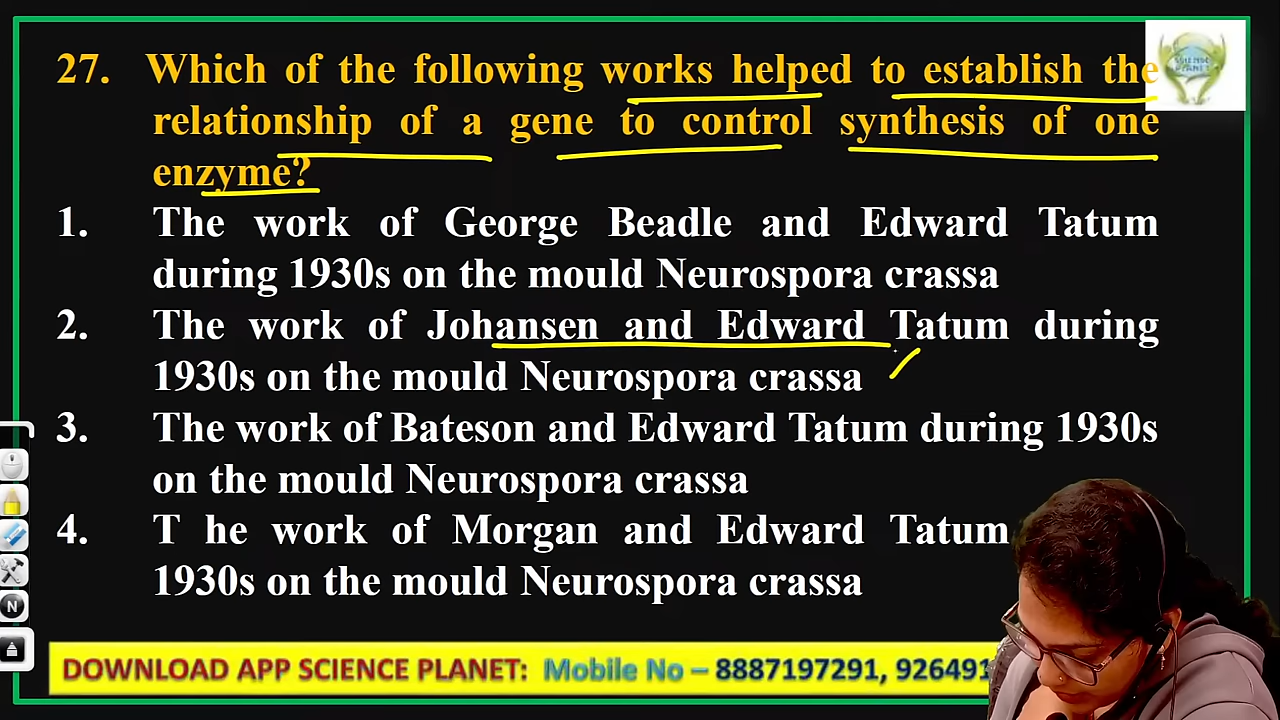 27. Which of the following works helped to establish the
relationship of a gene to control synthesis of one
enzyme?
1. The work of George Beadle and Edward Tatum
during 1930s on the mould Neurospora crassa
2. The work of Johansen and Edward Tatum during
1930s on the mould Neurospora crassa
3. The work of Bateson and Edward Tatum during 1930s
on the mould Neurospora crassa
4. T he work of Morgan and Edward Tatum
1930s on the mould Neurospora crassa
DOWNLOAD APP SCIENCE PLANET: Mobile No – 8887197291, 92649
SCIENCE
PLANET
N